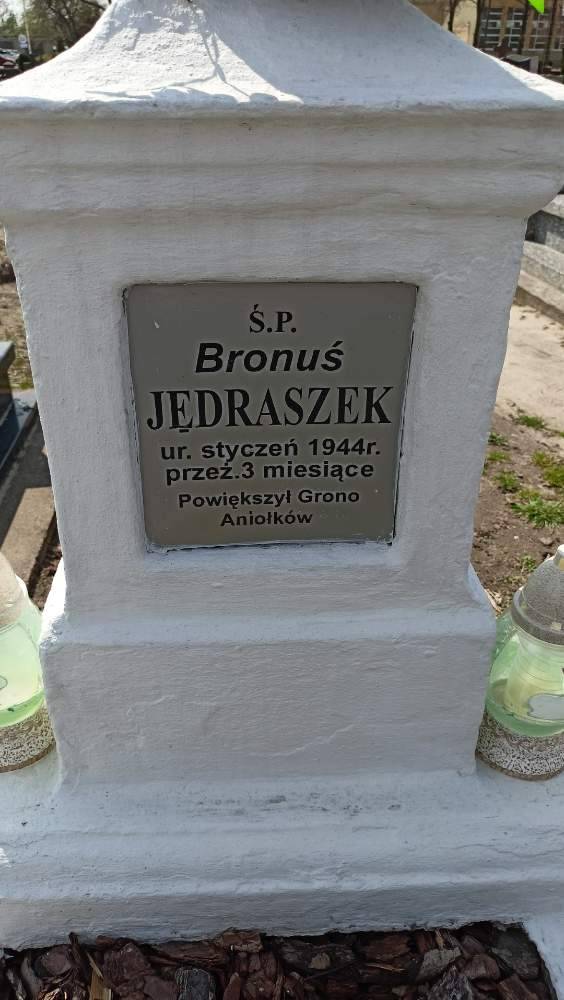 Ś.P.
Bronuś
JĘDRASZEK
ur. styczeń 1944r.
przeż.3 miesiące
Powiększył Grono
Aniołków